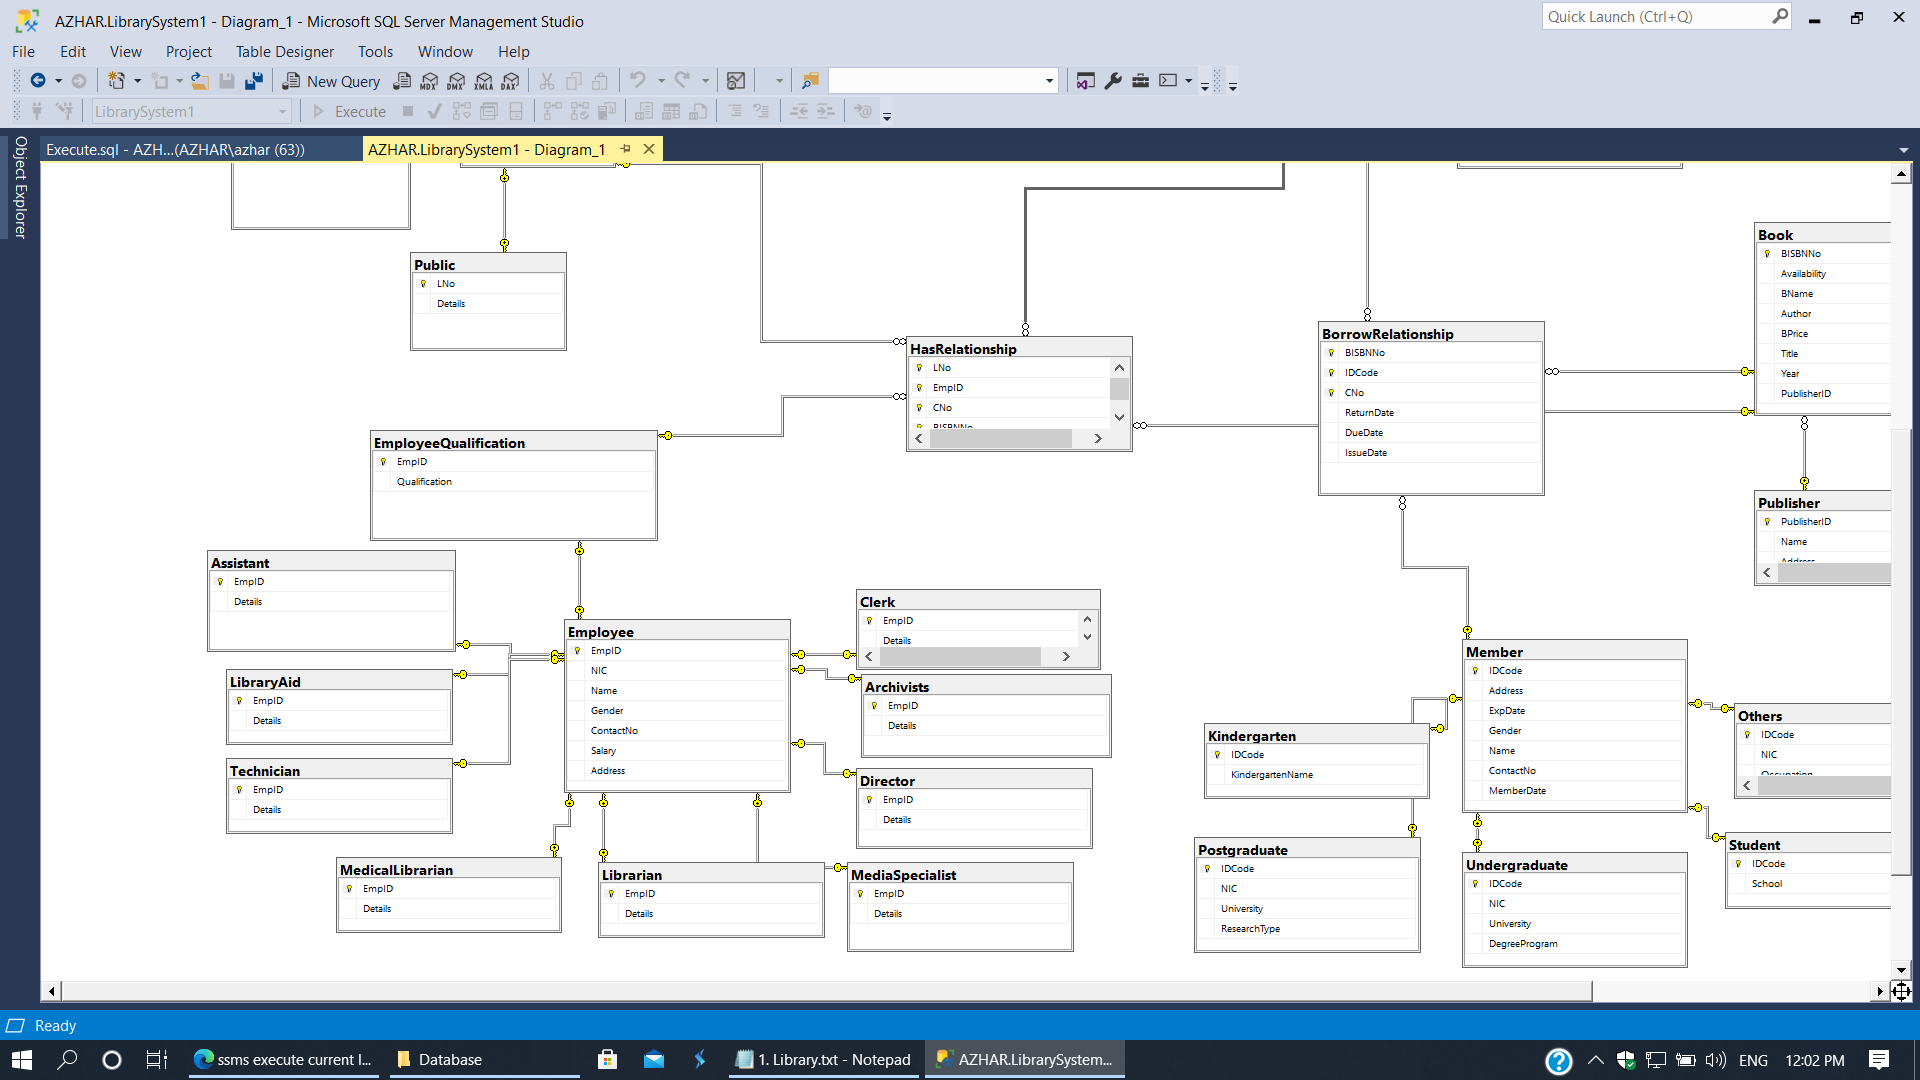 AZHAR.LibrarySystem1 - Diagram_1 - Microsoft SQL Server Management Studio
Quick Launch (Ctrl+Q)
File Edit View Project Table Designer Tools Window Help
New Query MDX DMX XMLA DAX
LibrarySystem1 Execute
Object Explorer
Execute.sql - AZH...(AZHAR\azhar (63))
AZHAR.LibrarySystem1 - Diagram_1
Public
LNo
Details
HasRelationship
LNo
EmpID
CNo
BISBNNo
BorrowRelationship
BISBNNo
IDCode
CNo
ReturnDate
DueDate
IssueDate
Book
BISBNNo
Availability
BName
Author
BPrice
Title
Year
PublisherID
EmployeeQualification
EmpID
Qualification
Publisher
PublisherID
Name
Address
Assistant
EmpID
Details
Employee
EmpID
NIC
Name
Gender
ContactNo
Salary
Address
Clerk
EmpID
Details
Archivists
EmpID
Details
LibraryAid
EmpID
Details
Technician
EmpID
Details
Director
EmpID
Details
MedicalLibrarian
EmpID
Details
Librarian
EmpID
Details
MediaSpecialist
EmpID
Details
Member
IDCode
Address
ExpDate
Gender
Name
ContactNo
MemberDate
Kindergarten
IDCode
KindergartenName
Others
IDCode
NIC
Occupation
Postgraduate
IDCode
NIC
University
ResearchType
Undergraduate
IDCode
NIC
University
DegreeProgram
Student
IDCode
School
Ready
ssms execute current l...
Database
1. Library.txt - Notepad
AZHAR.LibrarySystem...
ENG
12:02 PM